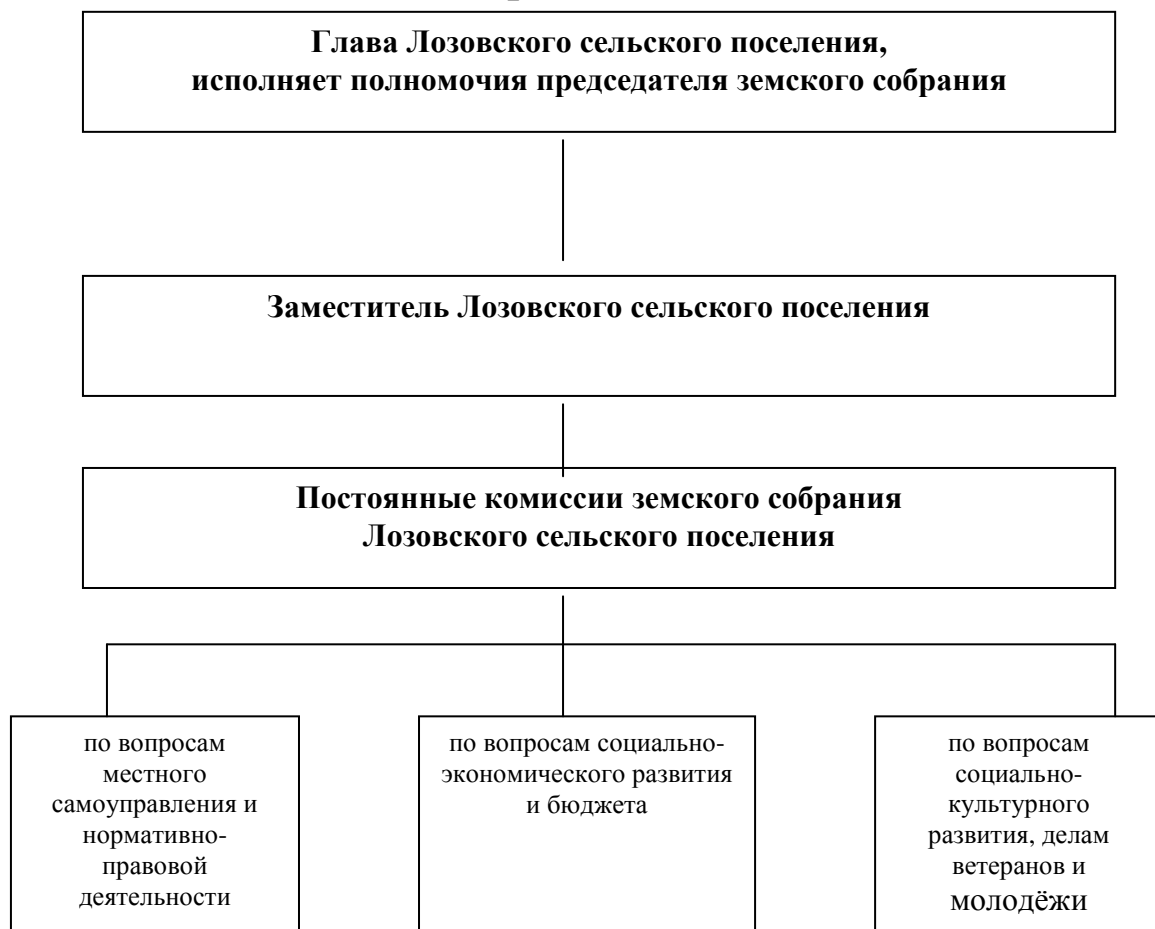 Глава Лозовского сельского поселения,
исполняет полномочия председателя земского собрания
Заместитель Лозовского сельского поселения
Постоянные комиссии земского собрания
Лозовского сельского поселения
по вопросам
местного
самоуправления и
нормативно-
правовой
деятельности
по вопросам социально-
экономического развития
и бюджета
по вопросам
социально-
культурного
развития, делам
ветеранов и
молодёжи